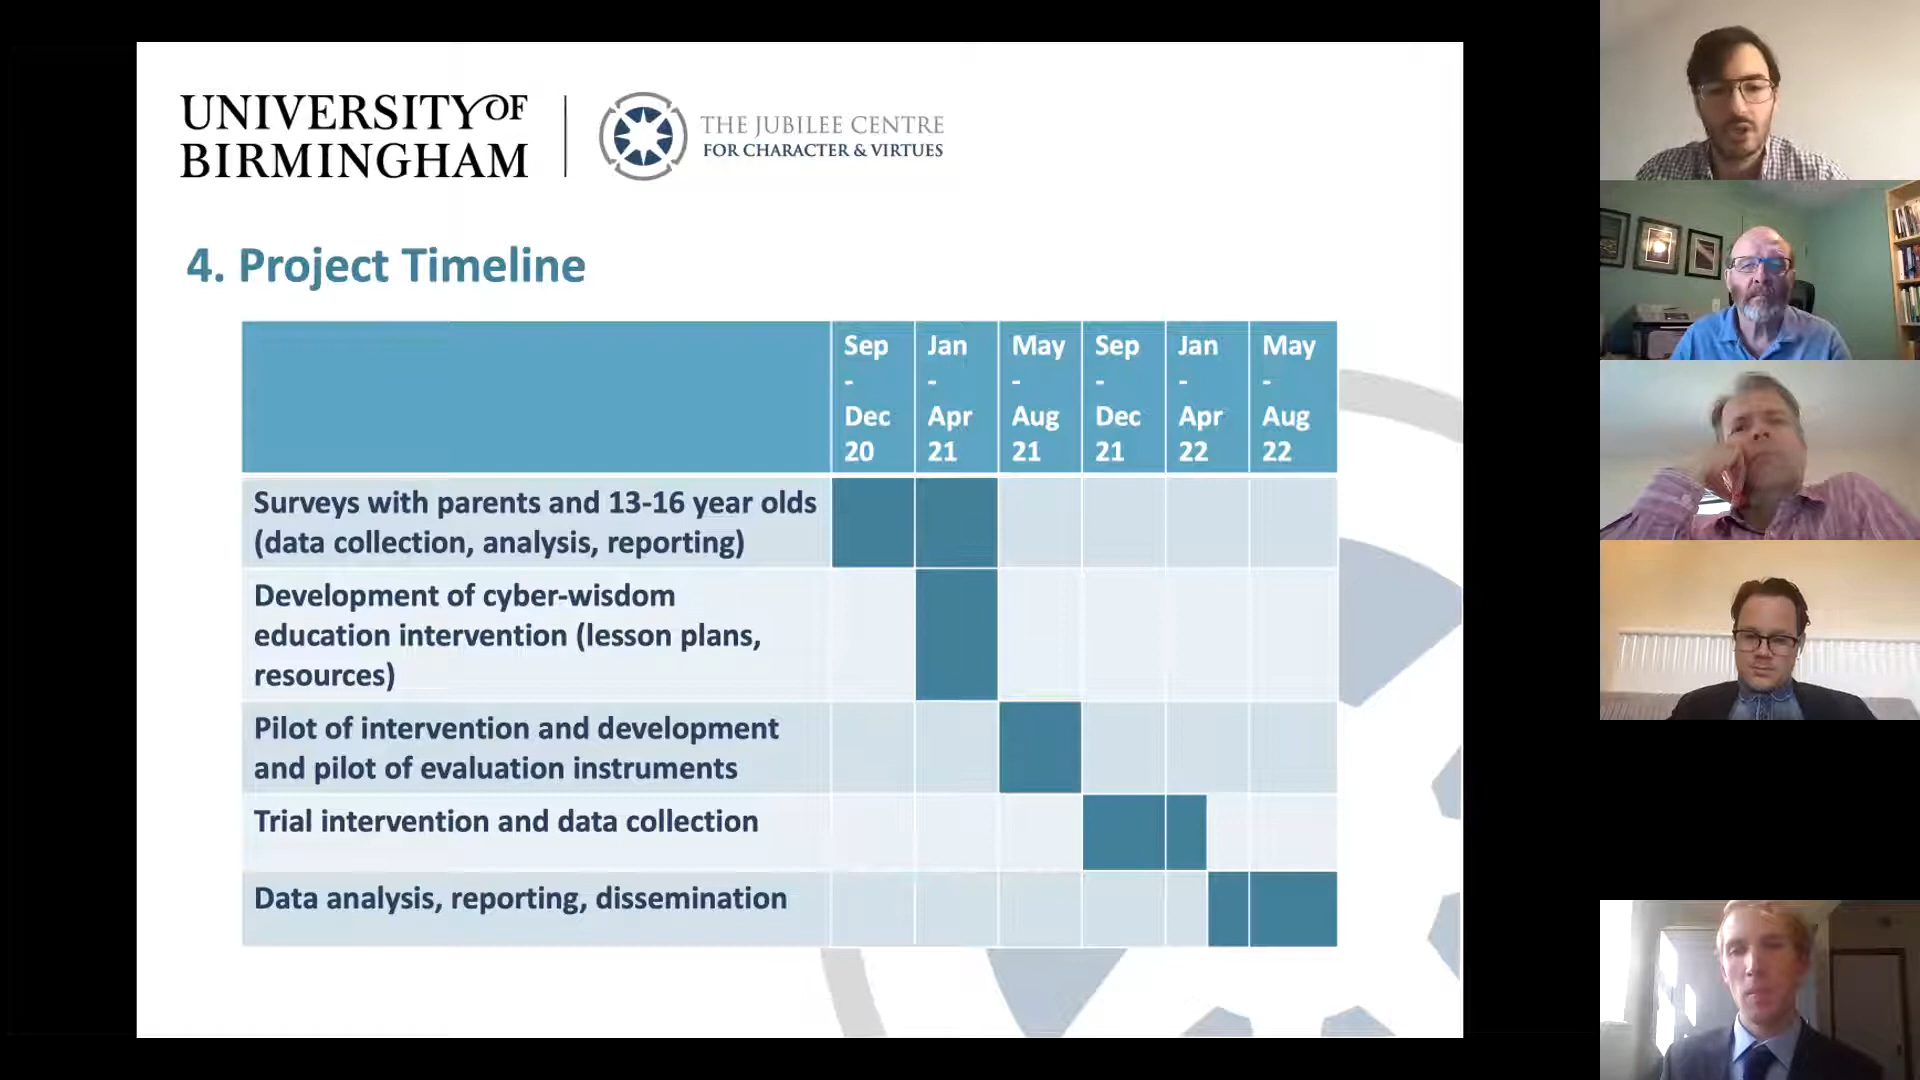 UNIVERSITY OF
BIRMINGHAM
THE JUBILEE CENTRE
FOR CHARACTER & VIRTUES
4. Project Timeline
Sep - Dec 20
Jan - Apr 21
May - Aug 21
Sep - Dec 21
Jan - Apr 22
May - Aug 22
Surveys with parents and 13-16 year olds
(data collection, analysis, reporting)
Development of cyber-wisdom
education intervention (lesson plans,
resources)
Pilot of intervention and development
and pilot of evaluation instruments
Trial intervention and data collection
Data analysis, reporting, dissemination